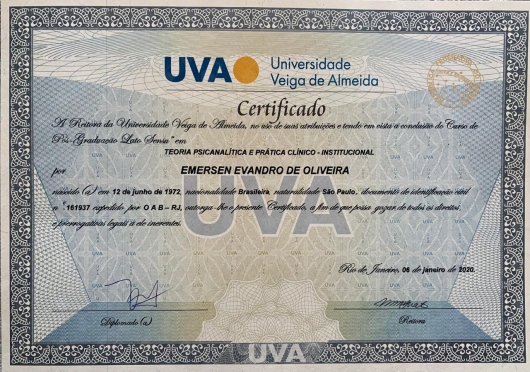 UVA Universidade
Veiga de Almeida
Certificado
A Reitora da Universidade Veiga de Almeida, no uso de suas atribuições e tendo em vista a conclusão do Curso de
Pós-Graduação "Lato Sensu" em
TEORIA PSICANALÍTICA E PRÁTICA CLÍNICO - INSTITUCIONAL
por EMERSEN EVANDRO DE OLIVEIRA
nascido (a) em 12 de junho de 1972, nacionalidade Brasileira, naturalidade São Paulo, documento de identificação civil
nº 161937 expedido por O A B – RJ, outorga-lhe o presente Certificado, a fim de que possa gozar de todos os direitos
e prerrogativas legais a ele inerentes.
UVA
Rio de Janeiro, 06 de janeiro de 2020.
Diplomado (a) Reitora
UVA